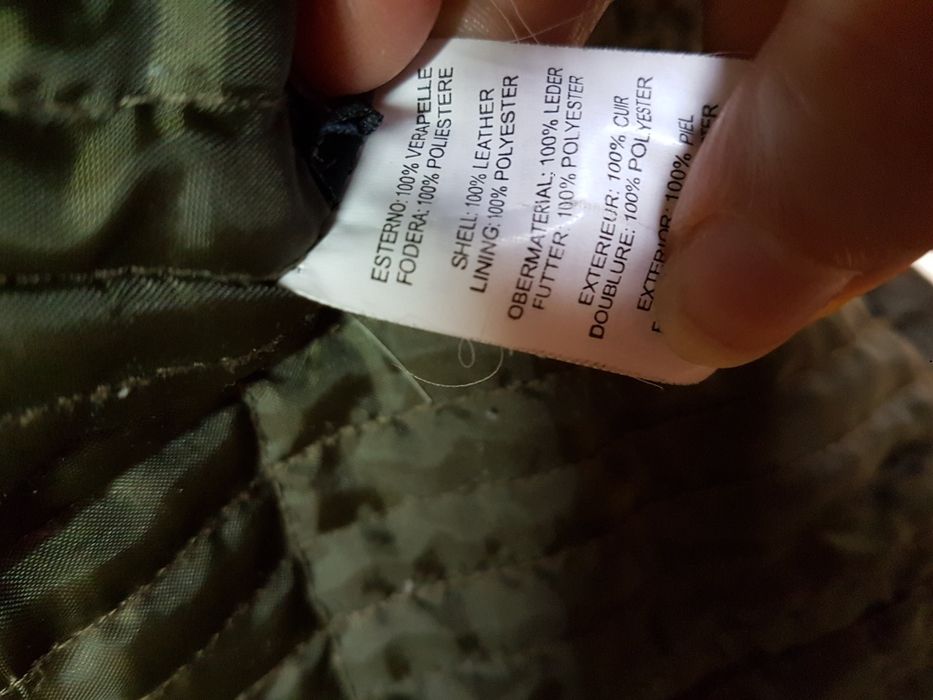 ESTERNO: 100% VERAPELLE
FODERA: 100% POLIESTERE
SHELL: 100% LEATHER
LINING: 100% POLYESTER
OBERMATERIAL: 100% LEDER
FUTTER: 100% POLYESTER
EXTERIEUR: 100% CUIR
DOUBLURE: 100% POLYESTER
EXTERIOR: 100% PIEL